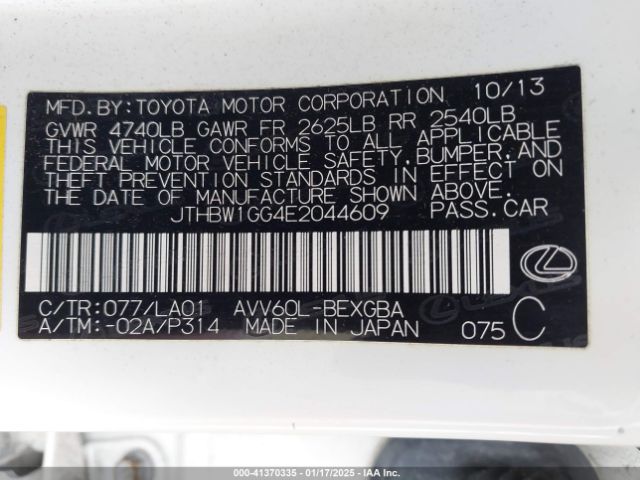 MFD.BY:TOYOTA MOTOR CORPORATION 10/13
GVWR 4740LB GAWR FR 2625LB RR 2540LB
THIS VEHICLE CONFORMS TO ALL APPLICABLE
FEDERAL MOTOR VEHICLE SAFETY,BUMPER,AND
THEFT PREVENTION STANDARDS IN EFFECT ON
THE DATE OF MANUFACTURE SHOWN ABOVE.
JTHBW1GG4E2044609 PASS.CAR
C/TR:077/LA01 AVV60L-BEXGBA
A/TM:-02A/P314 MADE IN JAPAN 075 C
000-41370335 - 01/17/2025 - IAA, Inc.